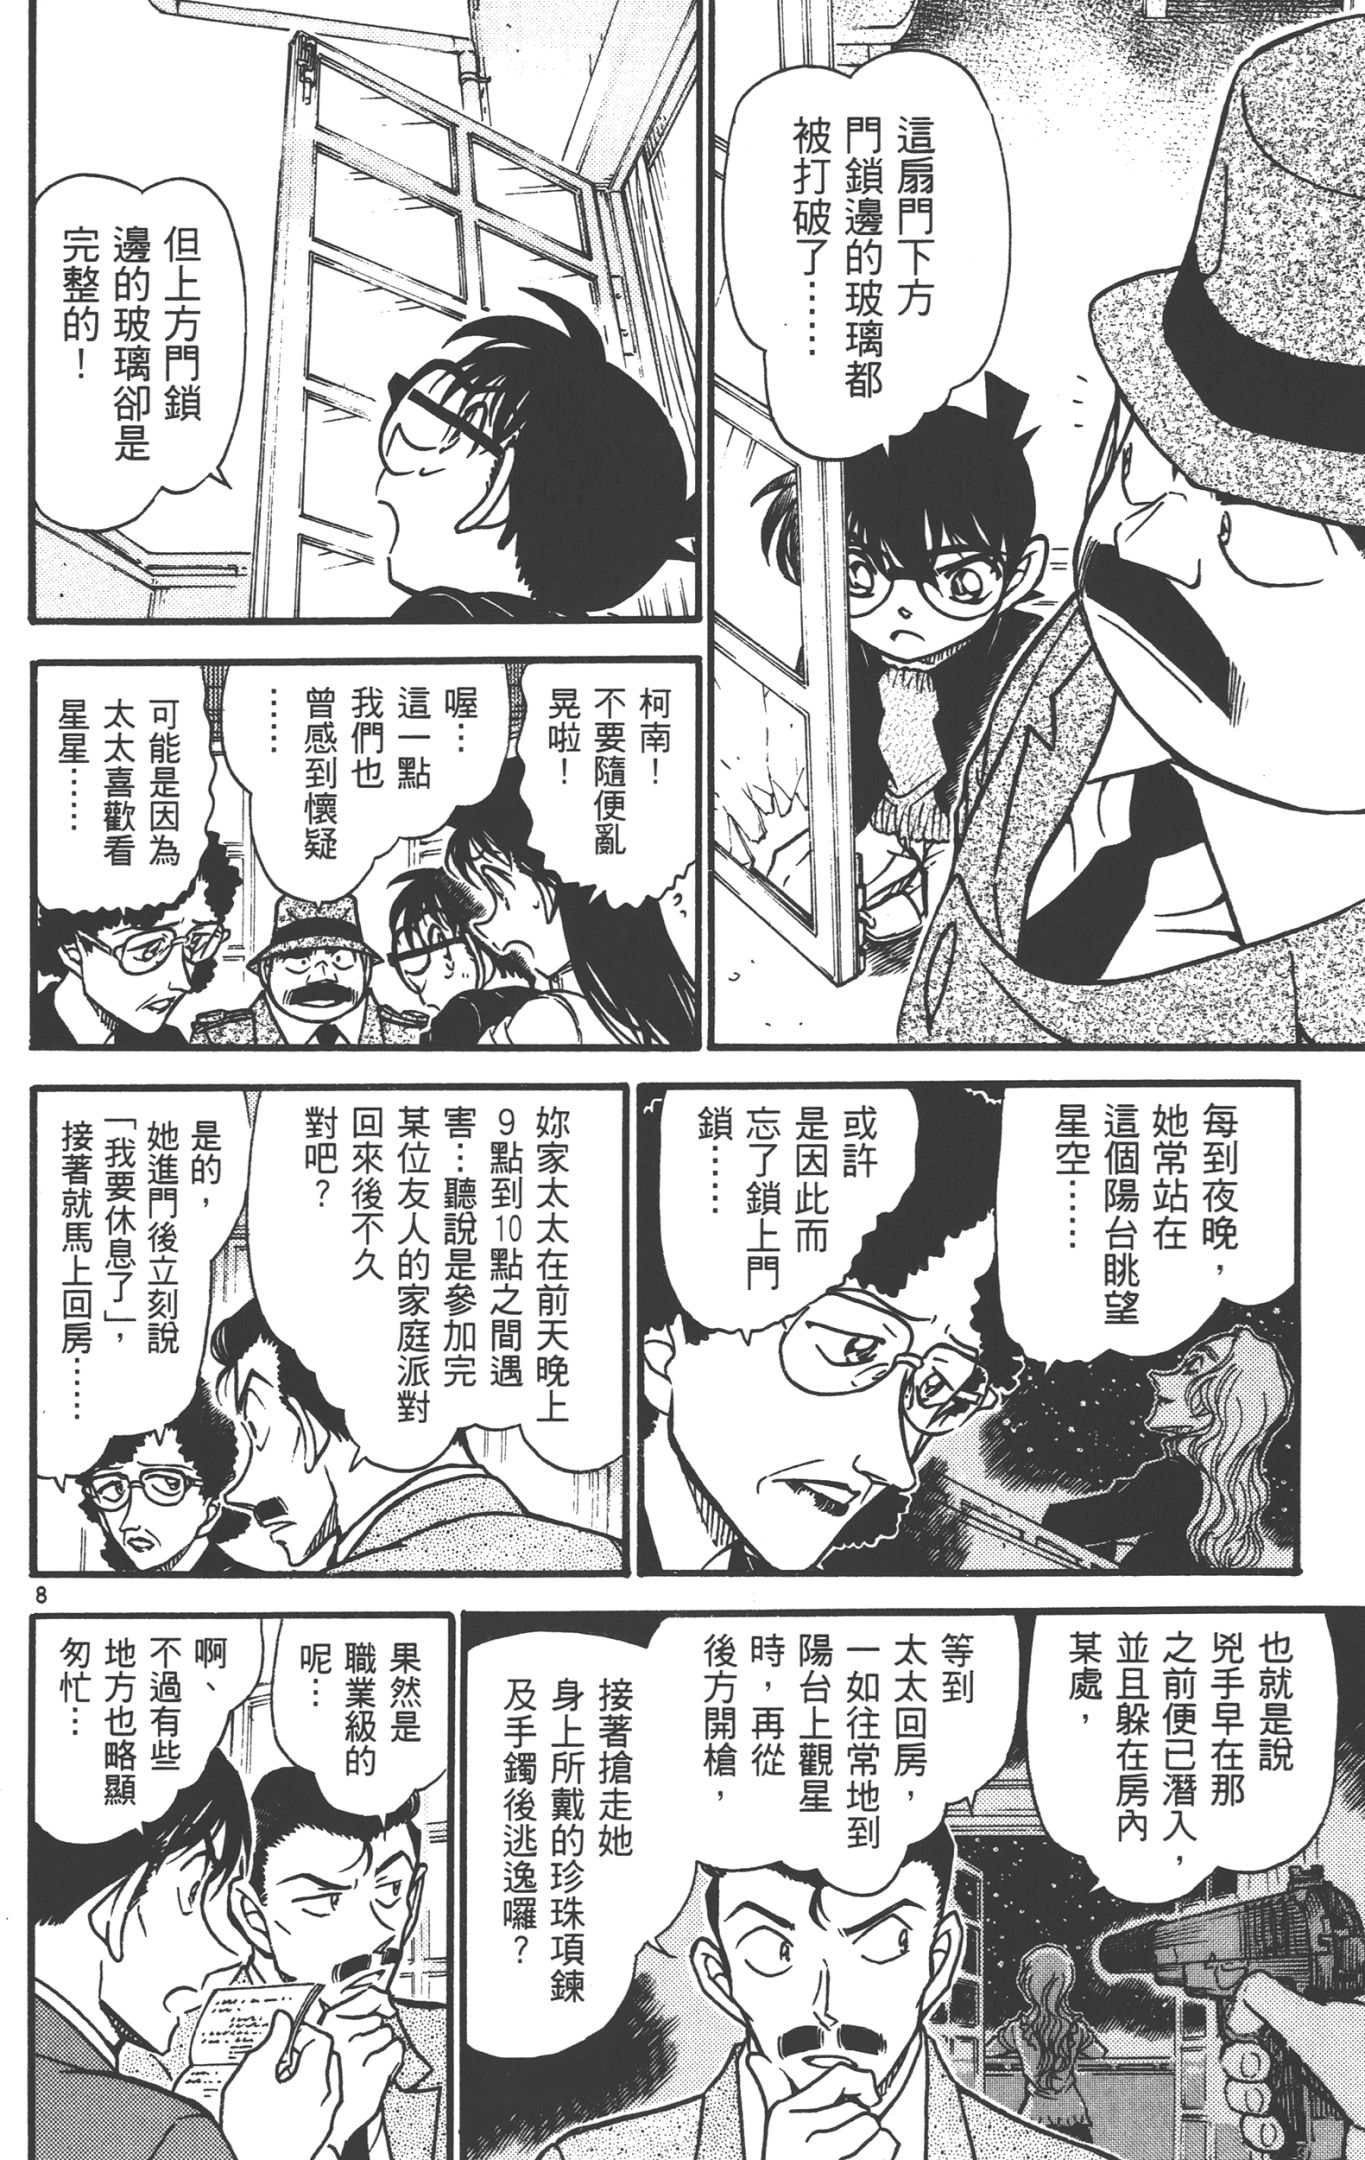 這扇門下方
門鎖邊的玻璃都
被打破了……
但上方門鎖
邊的玻璃卻是
完整的！
柯南！
不要隨便亂
晃啦！
喔…
這一點
我們也
曾感到懷疑
……
可能是因為
太太喜歡看
星星……
每到夜晚，
她常站在
這個陽台眺望
星空……
或許
是因此而
忘了鎖上門
鎖……
妳家太太在前天晚上
9點到10點之間遇
害…聽說是參加完
某位友人的家庭派對
回來後不久
對吧？
是的，
她進門後立刻說
「我要休息了」，
接著就馬上回房……
8
也就是說
兇手早在那
之前便已潛入，
並且躲在房內
某處，
等到
太太回房，
一如往常地到
陽台上觀星
時，再從
後方開槍，
接著搶走她
身上所戴的珍珠項鍊
及手鐲後逃逸囉？
果然是
職業級的
呢…
啊、
不過有些
地方也略顯
匆忙…